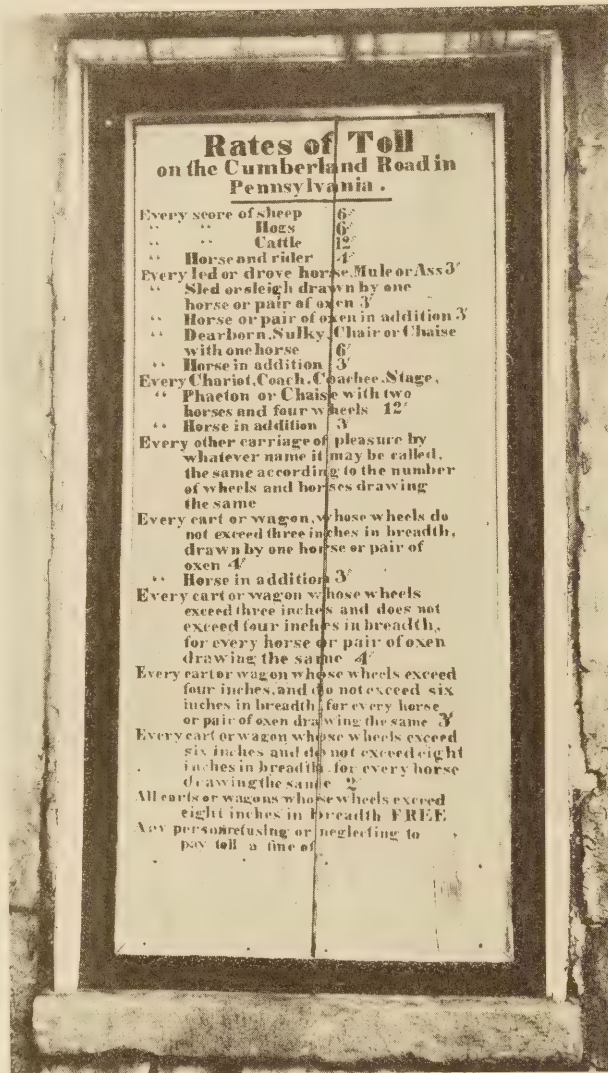 Rates of Toll
on the Cumberland Road in
Pennsylvania.
Every score of sheep 6′
“ “ Hogs 6′
“ “ Cattle 12′
“ Horse and rider 4′
Every led or drove horse, Mule or Ass 3′
“ Sled or sleigh drawn by one
horse or pair of oxen 3′
“ Horse or pair of oxen in addition 3′
“ Dearborn, Sulky, Chair or Chaise
with one horse 6′
“ Horse in addition 3′
Every Chariot, Coach, Coachee, Stage,
“ Phaeton or Chaise with two
horses and four wheels 12′
“ Horse in addition 3′
Every other carriage of pleasure by
whatever name it may be called,
the same according to the number
of wheels and horses drawing
the same
Every cart or wagon, whose wheels do
not exceed three inches in breadth,
drawn by one horse or pair of
oxen 4′
“ Horse in addition 3′
Every cart or wagon whose wheels
exceed three inches and does not
exceed four inches in breadth,
for every horse or pair of oxen
drawing the same 4′
Every cart or wagon whose wheels exceed
four inches, and do not exceed six
inches in breadth, for every horse
or pair of oxen drawing the same 3′
Every cart or wagon whose wheels exceed
six inches and do not exceed eight
inches in breadth, for every horse
drawing the same 2′
All carts or wagons whose wheels exceed
eight inches in breadth FREE
Any person refusing or neglecting to
pay toll a fine of